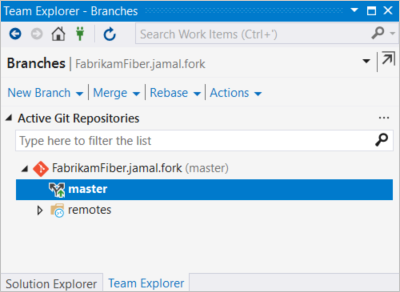 Team Explorer - Branches
Search Work Items (Ctrl+')
Branches | FabrikamFiber.jamal.fork
New Branch | Merge | Rebase | Actions
Active Git Repositories
Type here to filter the list
FabrikamFiber.jamal.fork (master)
master
remotes
Solution Explorer Team Explorer